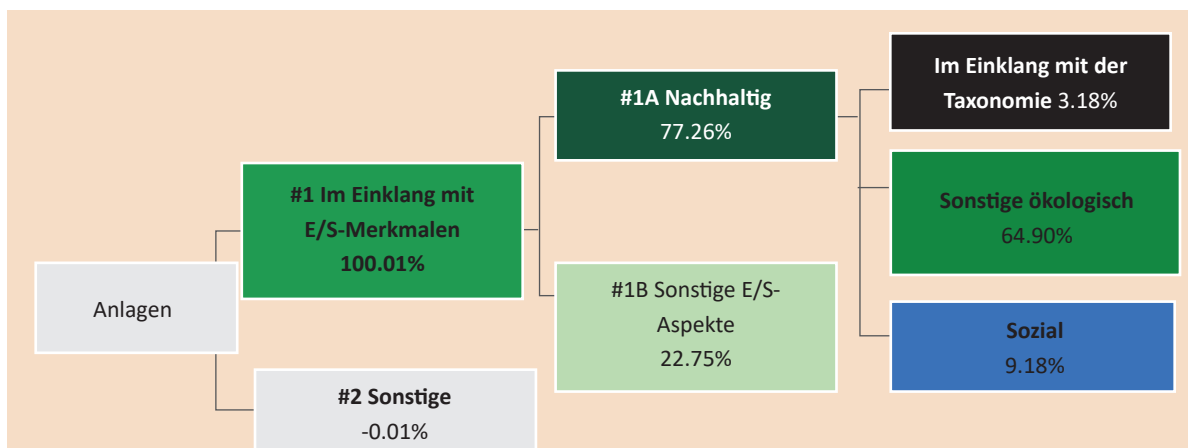 Anlagen
#1 Im Einklang mit
E/S-Merkmalen
100.01%
#2 Sonstige
-0.01%
#1A Nachhaltig
77.26%
#1B Sonstige E/S-
Aspekte
22.75%
Im Einklang mit der
Taxonomie 3.18%
Sonstige ökologisch
64.90%
Sozial
9.18%